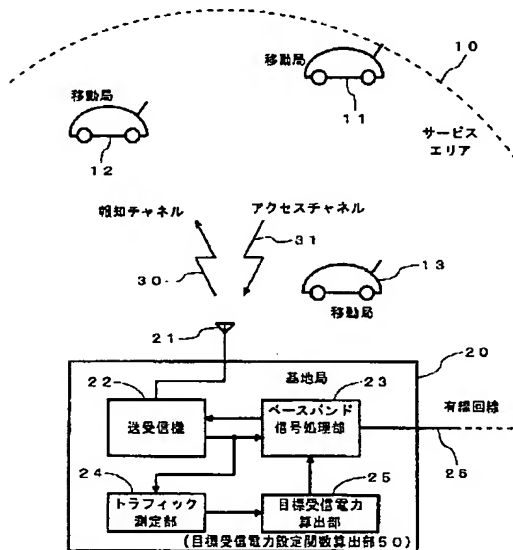 移動局
10
11
移動局
サービス
エリア
12
報知チャネル
アクセスチャネル
31
30
13
移動局
21
20
22
基地局
23
有線回線
送受信機
ベースバンド
信号処理部
26
24
25
トラフィック
測定部
目標受信電力
算出部
(目標受信電力設定関数算出部50)